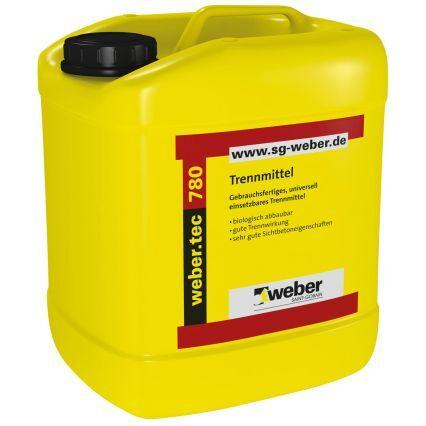 www.sg-weber.de
weber.tec 780
Trennmittel
Gebrauchsfertiges, universell
einsetzbares Trennmittel
• biologisch abbaubar
• gute Trennwirkung
• sehr gute Sichtbetoneigenschaften
weber
SAINT-GOBAIN